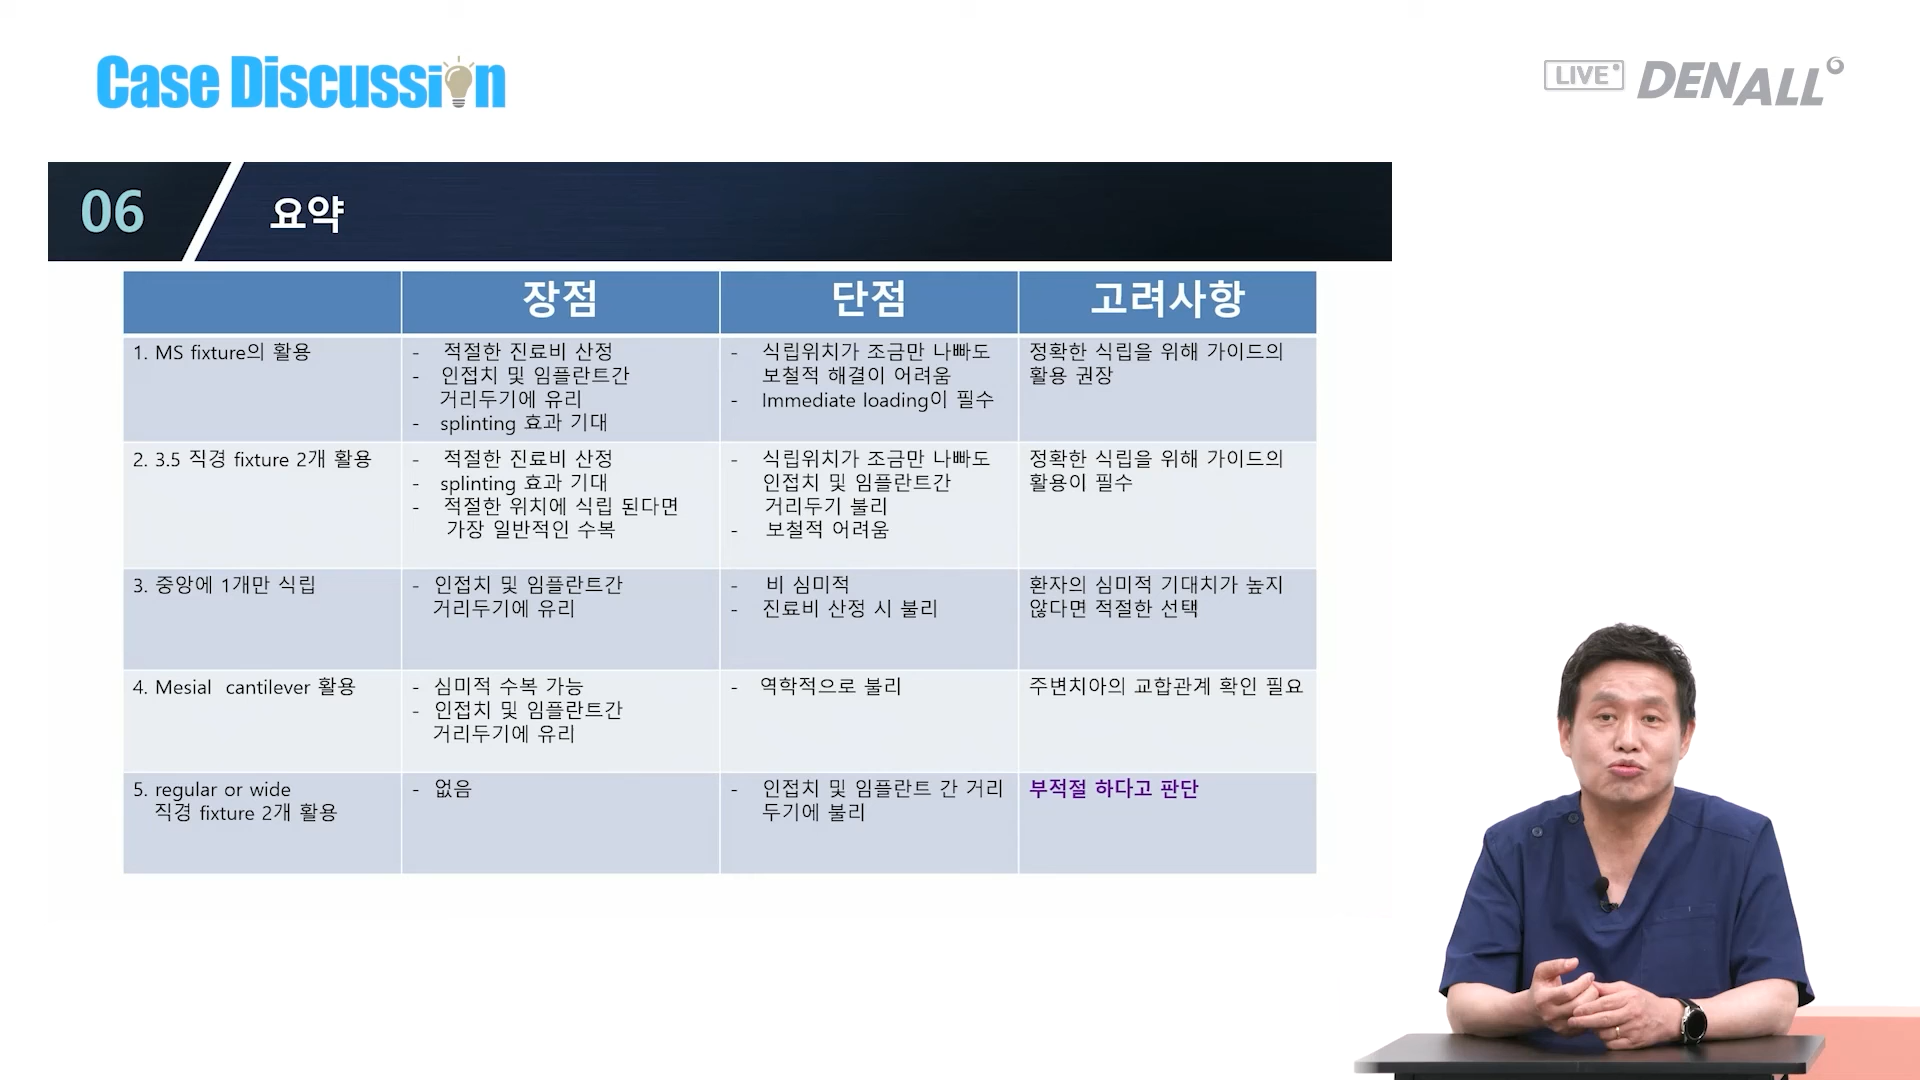 Case Discussion
LIVE DENALL
06 요약
장점 단점 고려사항
1. MS fixture의 활용
- 적절한 진료비 산정
- 인접치 및 임플란트간
거리두기에 유리
- splinting 효과 기대
- 식립위치가 조금만 나빠도
보철적 해결이 어려움
- Immediate loading이 필수
정확한 식립을 위해 가이드의
활용 권장
2. 3.5 직경 fixture 2개 활용
- 적절한 진료비 산정
- splinting 효과 기대
- 적절한 위치에 식립 된다면
가장 일반적인 수복
- 식립위치가 조금만 나빠도
인접치 및 임플란트간
거리두기 불리
- 보철적 어려움
정확한 식립을 위해 가이드의
활용이 필수
3. 중앙에 1개만 식립
- 인접치 및 임플란트간
거리두기에 유리
- 비 심미적
- 진료비 산정 시 불리
환자의 심미적 기대치가 높지
않다면 적절한 선택
4. Mesial cantilever 활용
- 심미적 수복 가능
- 인접치 및 임플란트간
거리두기에 유리
- 역학적으로 불리
주변치아의 교합관계 확인 필요
5. regular or wide
직경 fixture 2개 활용
- 없음
- 인접치 및 임플란트 간 거리
두기에 불리
부적절 하다고 판단